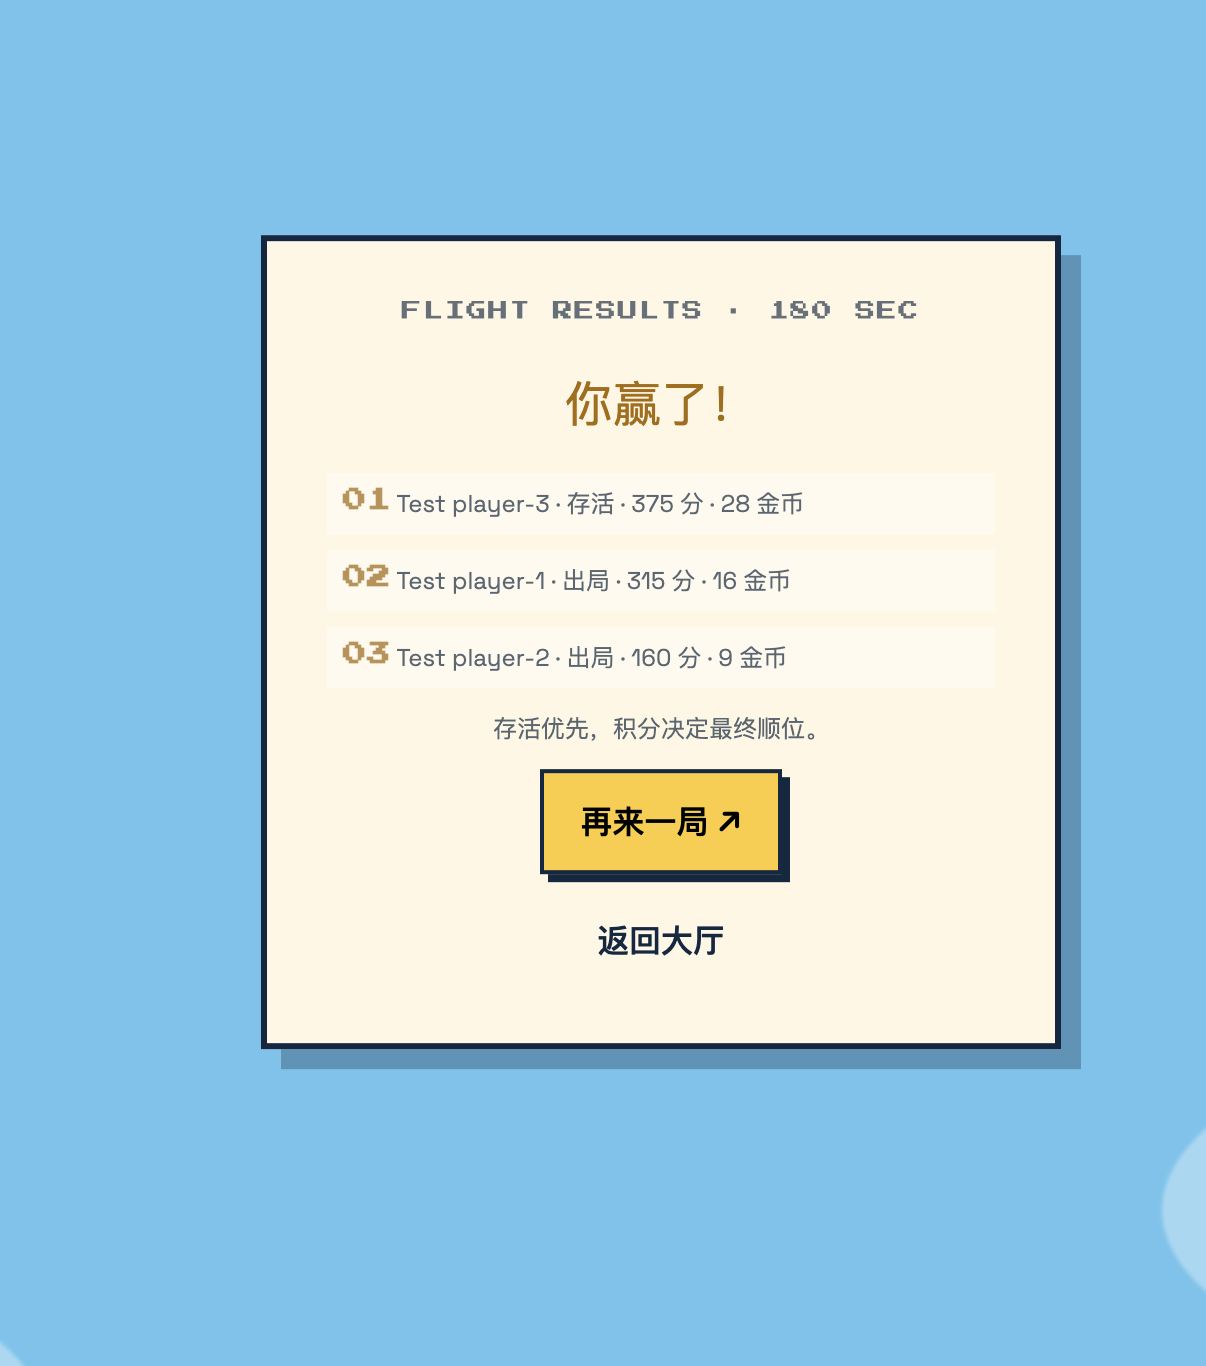 FLIGHT RESULTS · 180 SEC
你赢了！
01 Test player-3 · 存活 · 375 分 · 28 金币
02 Test player-1 · 出局 · 315 分 · 16 金币
03 Test player-2 · 出局 · 160 分 · 9 金币
存活优先，积分决定最终顺位。
再来一局 ↗
返回大厅